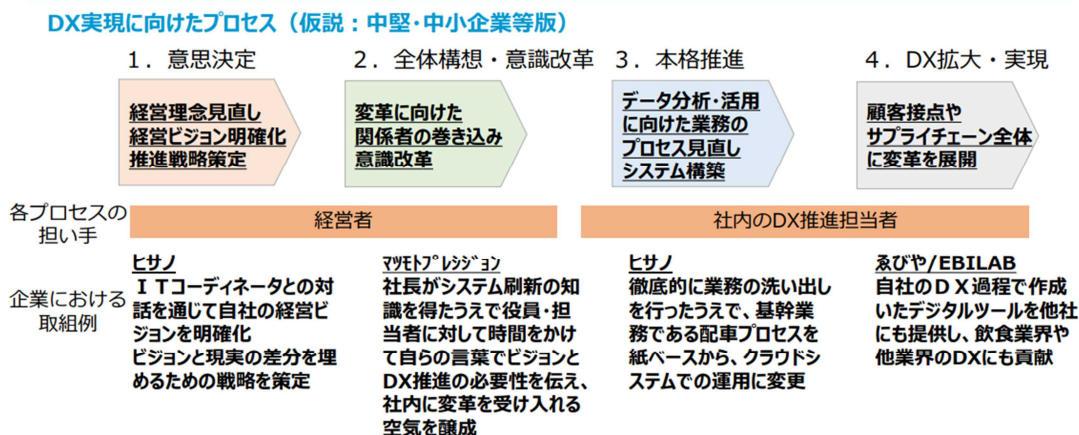 DX実現に向けたプロセス（仮説：中堅･中小企業等版）
１．意思決定
経営理念見直し
経営ビジョン明確化
推進戦略策定
２．全体構想・意識改革
変革に向けた
関係者の巻き込み
意識改革
３．本格推進
データ分析･活用
に向けた業務の
プロセス見直し
システム構築
４．DX拡大・実現
顧客接点や
サプライチェーン全体
に変革を展開
各プロセスの
担い手
経営者
社内のDX推進担当者
企業における
取組例
ヒサノ
ＩＴコーディネータとの対
話を通じて自社の経営ビ
ジョンを明確化
ビジョンと現実の差分を埋
めるための戦略を策定
ﾏﾂﾓﾄﾌﾟﾚｼｼﾞｮﾝ
社長がシステム刷新の知
識を得たうえで役員・担
当者に対して時間をかけ
て自らの言葉でビジョンと
DX推進の必要性を伝え、
社内に変革を受け入れる
空気を醸成
ヒサノ
徹底的に業務の洗い出し
を行ったうえで、基幹業
務である配車プロセスを
紙ベースから、クラウドシ
ステムでの運用に変更
ゑびや/EBILAB
自社のＤＸ過程で作成
いたデジタルツールを他社
にも提供し、飲食業界や
他業界のDXにも貢献